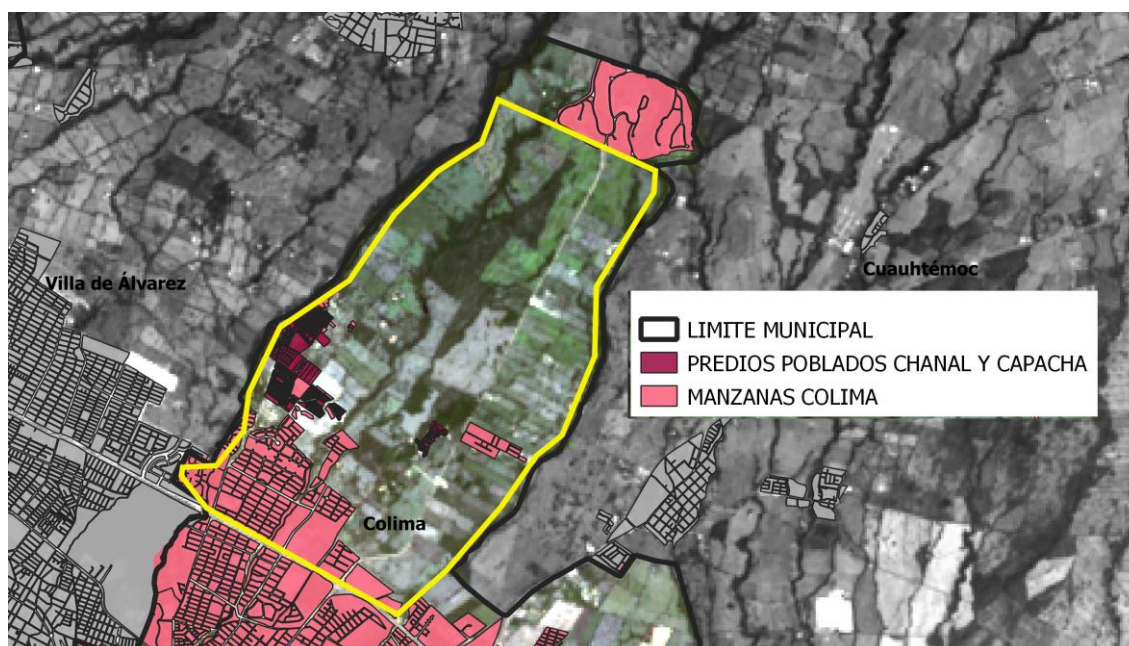 Villa de Álvarez
Cuauhtémoc
LIMITE MUNICIPAL
PREDIOS POBLADOS CHANAL Y CAPACHA
MANZANAS COLIMA
Colima